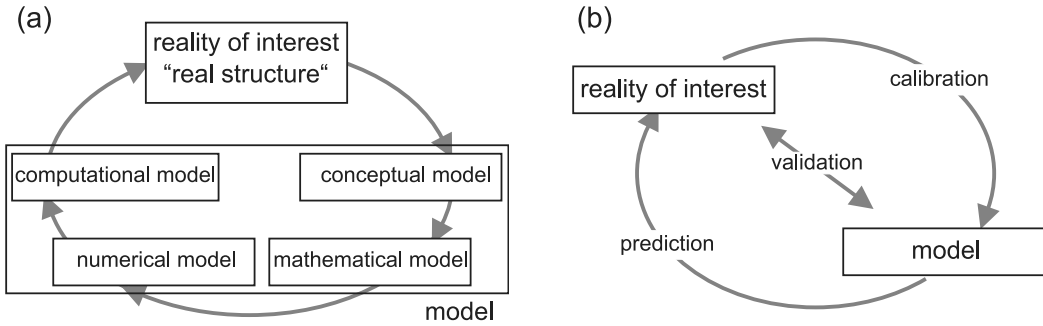 (a)
reality of interest
“real structure“
computational model
conceptual model
numerical model
mathematical model
model
(b)
reality of interest
calibration
validation
prediction
model